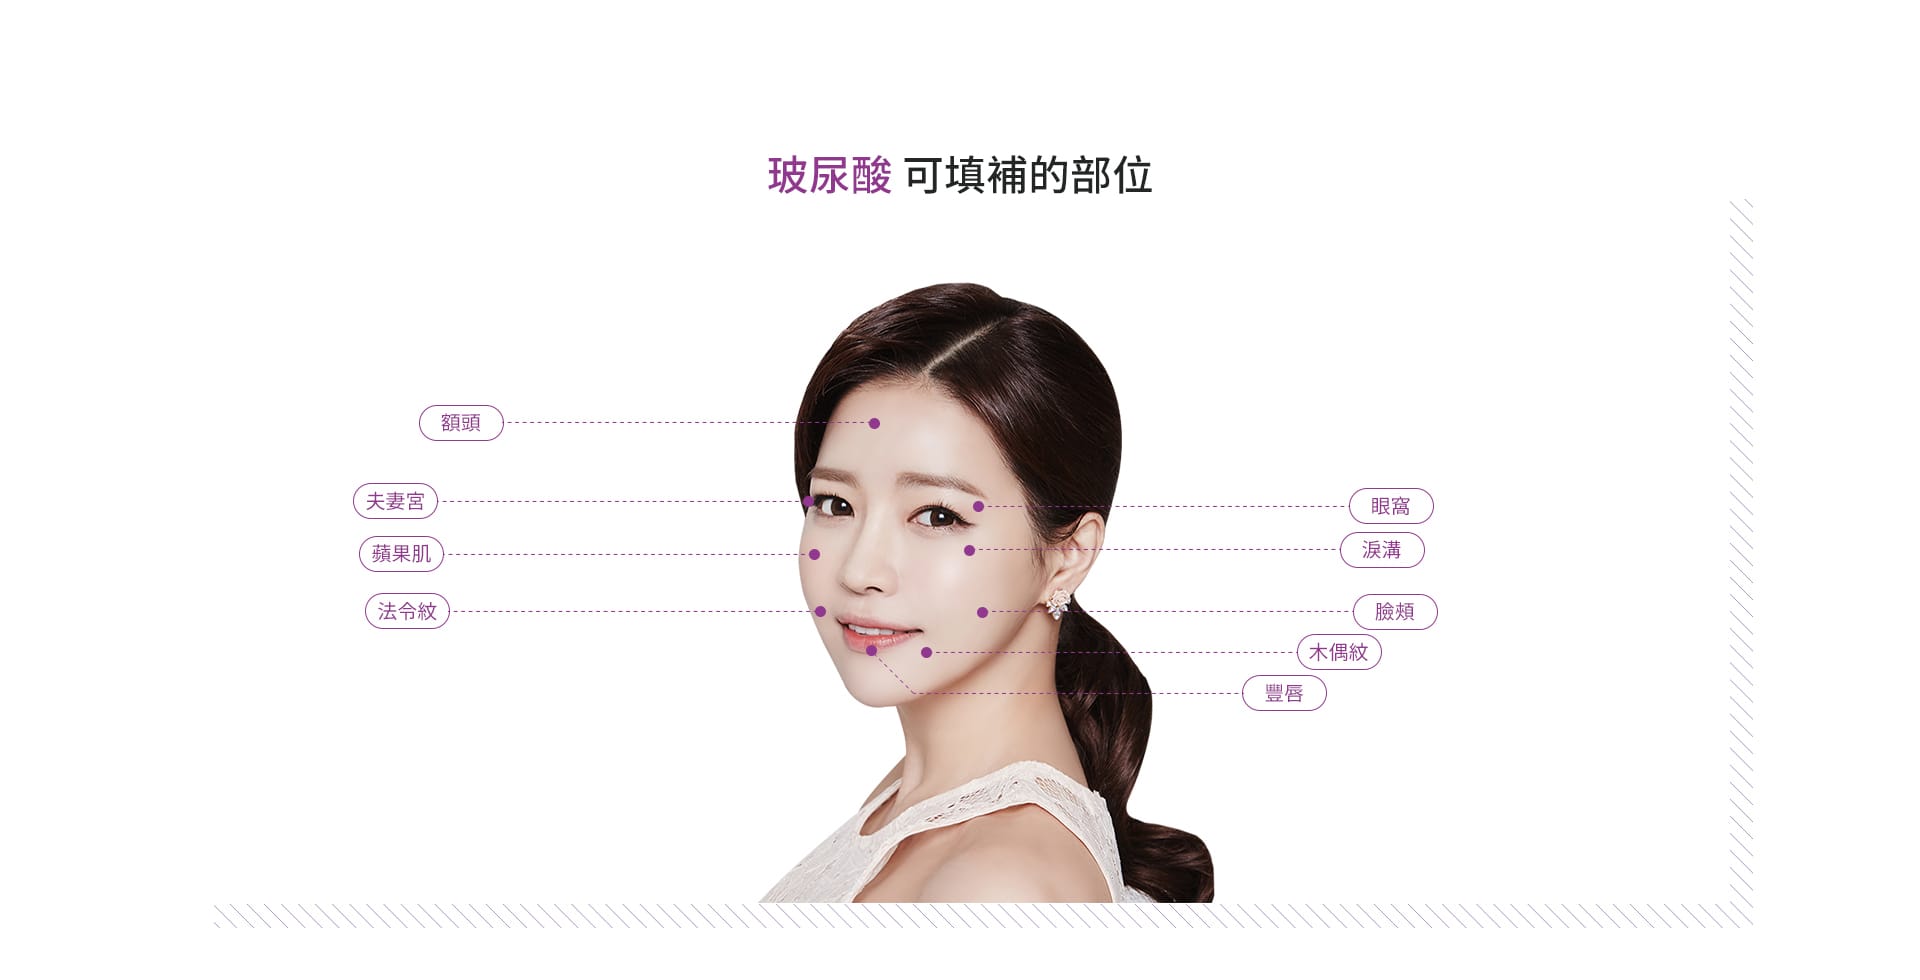 玻尿酸 可填補的部位
額頭
夫妻宮
蘋果肌
法令紋
眼窩
淚溝
臉頰
木偶紋
豐唇